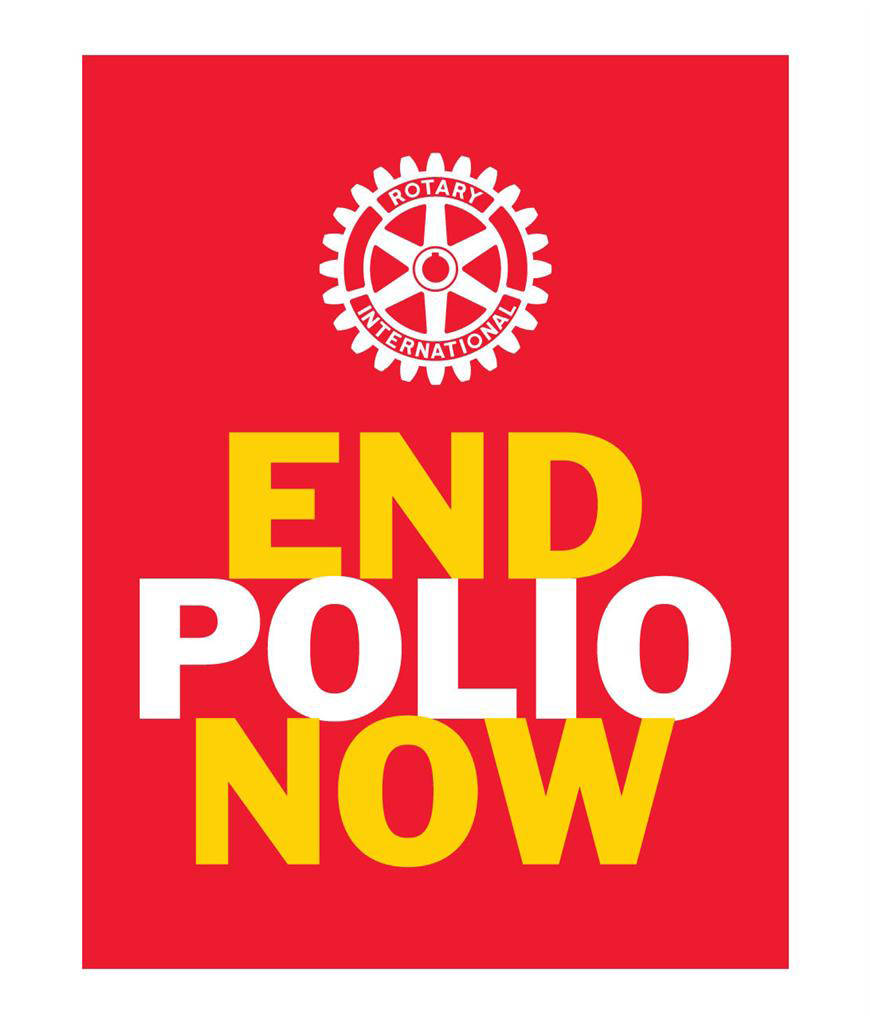 ROTARY
INTERNATIONAL
END
POLIO
NOW